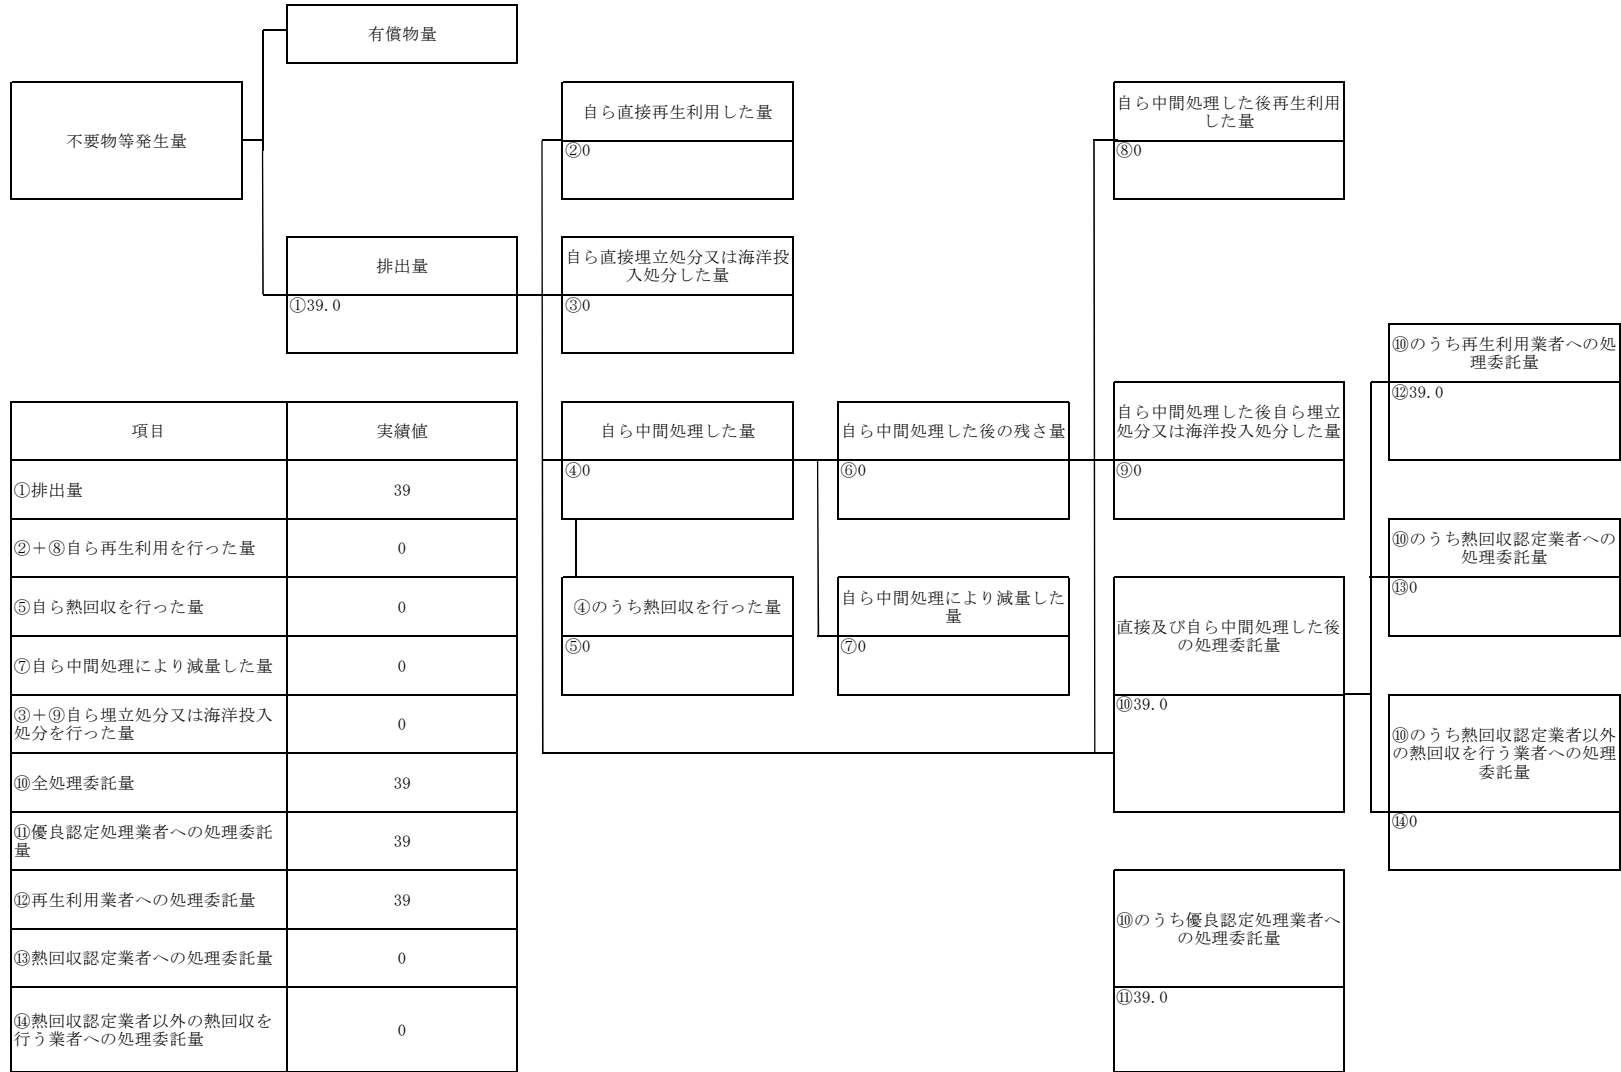 有償物量
不要物等発生量
自ら直接再生利用した量
②0
自ら中間処理した後再生利用
した量
⑧0
排出量
①39.0
自ら直接埋立処分又は海洋投
入処分した量
③0
⑩のうち再生利用業者への処
理委託量
⑫39.0
項目
実績値
①排出量
39
②＋⑧自ら再生利用を行った量
0
⑤自ら熱回収を行った量
0
⑦自ら中間処理により減量した量
0
③＋⑨自ら埋立処分又は海洋投入
処分を行った量
0
⑩全処理委託量
39
⑪優良認定処理業者への処理委託
量
39
⑫再生利用業者への処理委託量
39
⑬熱回収認定業者への処理委託量
0
⑭熱回収認定業者以外の熱回収を
行う業者への処理委託量
0
自ら中間処理した量
④0
自ら中間処理した後の残さ量
⑥0
自ら中間処理した後自ら埋立
処分又は海洋投入処分した量
⑨0
④のうち熱回収を行った量
⑤0
自ら中間処理により減量した
量
⑦0
直接及び自ら中間処理した後
の処理委託量
⑩39.0
⑩のうち熱回収認定業者への
処理委託量
⑬0
⑩のうち熱回収認定業者以外
の熱回収を行う業者への処理
委託量
⑭0
⑩のうち優良認定処理業者へ
の処理委託量
⑪39.0